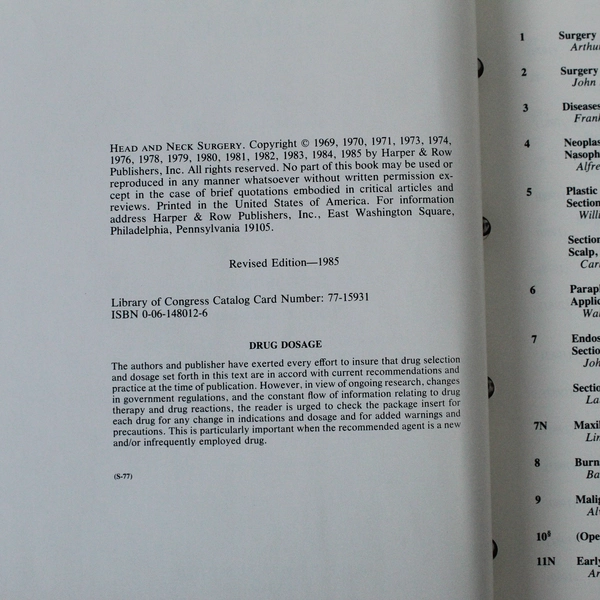 HEAD AND NECK SURGERY. Copyright © 1969, 1970, 1971, 1973, 1974,
1976, 1978, 1979, 1980, 1981, 1982, 1983, 1984, 1985 by Harper & Row
Publishers, Inc. All rights reserved. No part of this book may be used or
reproduced in any manner whatsoever without written permission ex-
cept in the case of brief quotations embodied in critical articles and
reviews. Printed in the United States of America. For information
address Harper & Row Publishers, Inc., East Washington Square,
Philadelphia, Pennsylvania 19105.
Revised Edition—1985
Library of Congress Catalog Card Number: 77-15931
ISBN 0-06-148012-6
DRUG DOSAGE
The authors and publisher have exerted every effort to insure that drug selection
and dosage set forth in this text are in accord with current recommendations and
practice at the time of publication. However, in view of ongoing research, changes
in government regulations, and the constant flow of information relating to drug
therapy and drug reactions, the reader is urged to check the package insert for
each drug for any change in indications and dosage and for added warnings and
precautions. This is particularly important when the recommended agent is a new
and/or infrequently employed drug.
(S-77)
1 Surgery
Arthu
2 Surgery
John
3 Diseases
Frank
4 Neoplas
Nasoph
Alfre
5 Plastic
Section
Willi
Section
Scalp,
Car
6 Parapl
Applic
Wa
7 Endos
Sectio
Joh
Sectio
La
7N Maxil
Lin
8 Burn
Ba
9 Malig
Al
10§ (Ope
11N Early
Ar